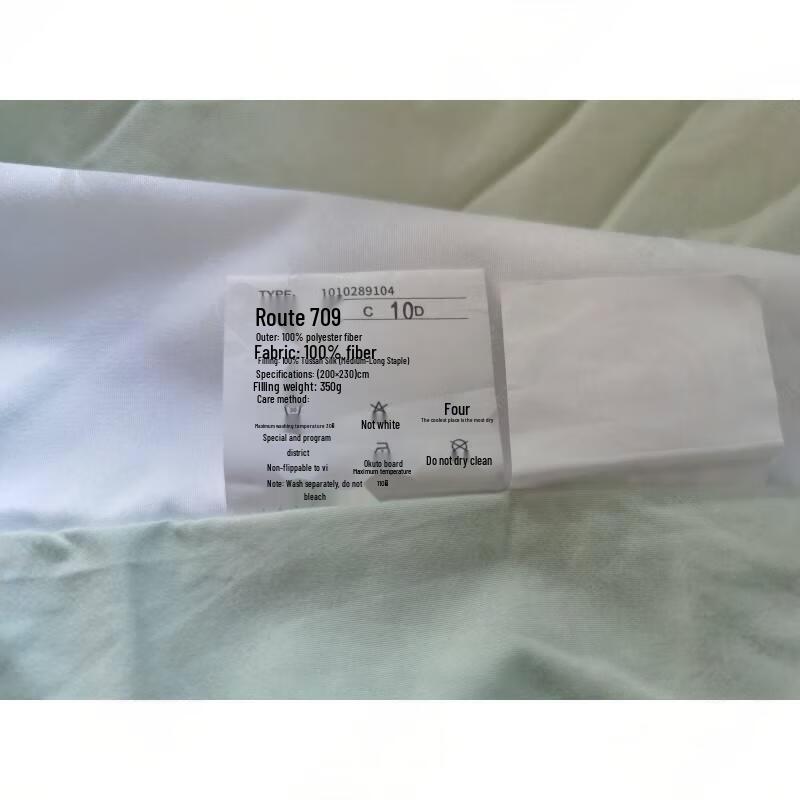 TYPE: 1010289104
Route 709 C 10D
Outer: 100% polyester fiber
Fabric: 100% fiber
Filling: 100% Tussah Silk (Medium-Long Staple)
Specifications: (200×230)cm
Filling weight: 350g
Care method:
Maximum washing temperature 30
Not white
Four
The coolest place is the most dry
Special and program
district
Non-flippable to vi
Okuto board
Maximum temperature
110
Do not dry clean
Note: Wash separately, do not
bleach